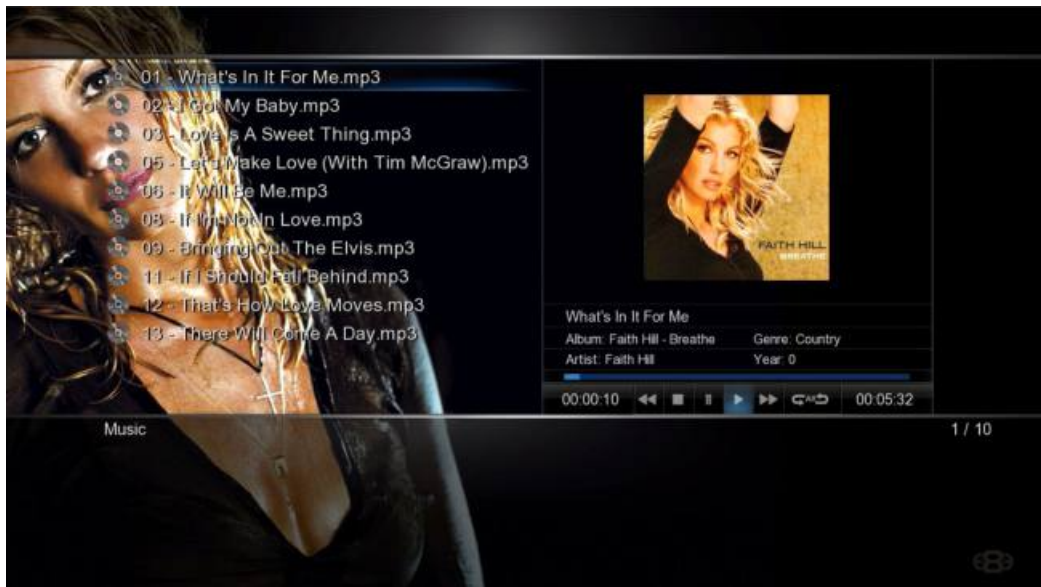 01 - What's In It For Me.mp3
02 - I Got My Baby.mp3
03 - Love Is A Sweet Thing.mp3
05 - Let's Make Love (With Tim McGraw).mp3
06 - It Will Be Me.mp3
08 - If I'm Not In Love.mp3
09 - Bringing Out The Elvis.mp3
11 - If I Should Fall Behind.mp3
12 - That's How Love Moves.mp3
13 - There Will Come A Day.mp3
FAITH HILL
BREATHE
What's In It For Me
Album: Faith Hill - Breathe Genre: Country
Artist: Faith Hill Year: 0
00:00:10 All 00:05:32
Music 1 / 10